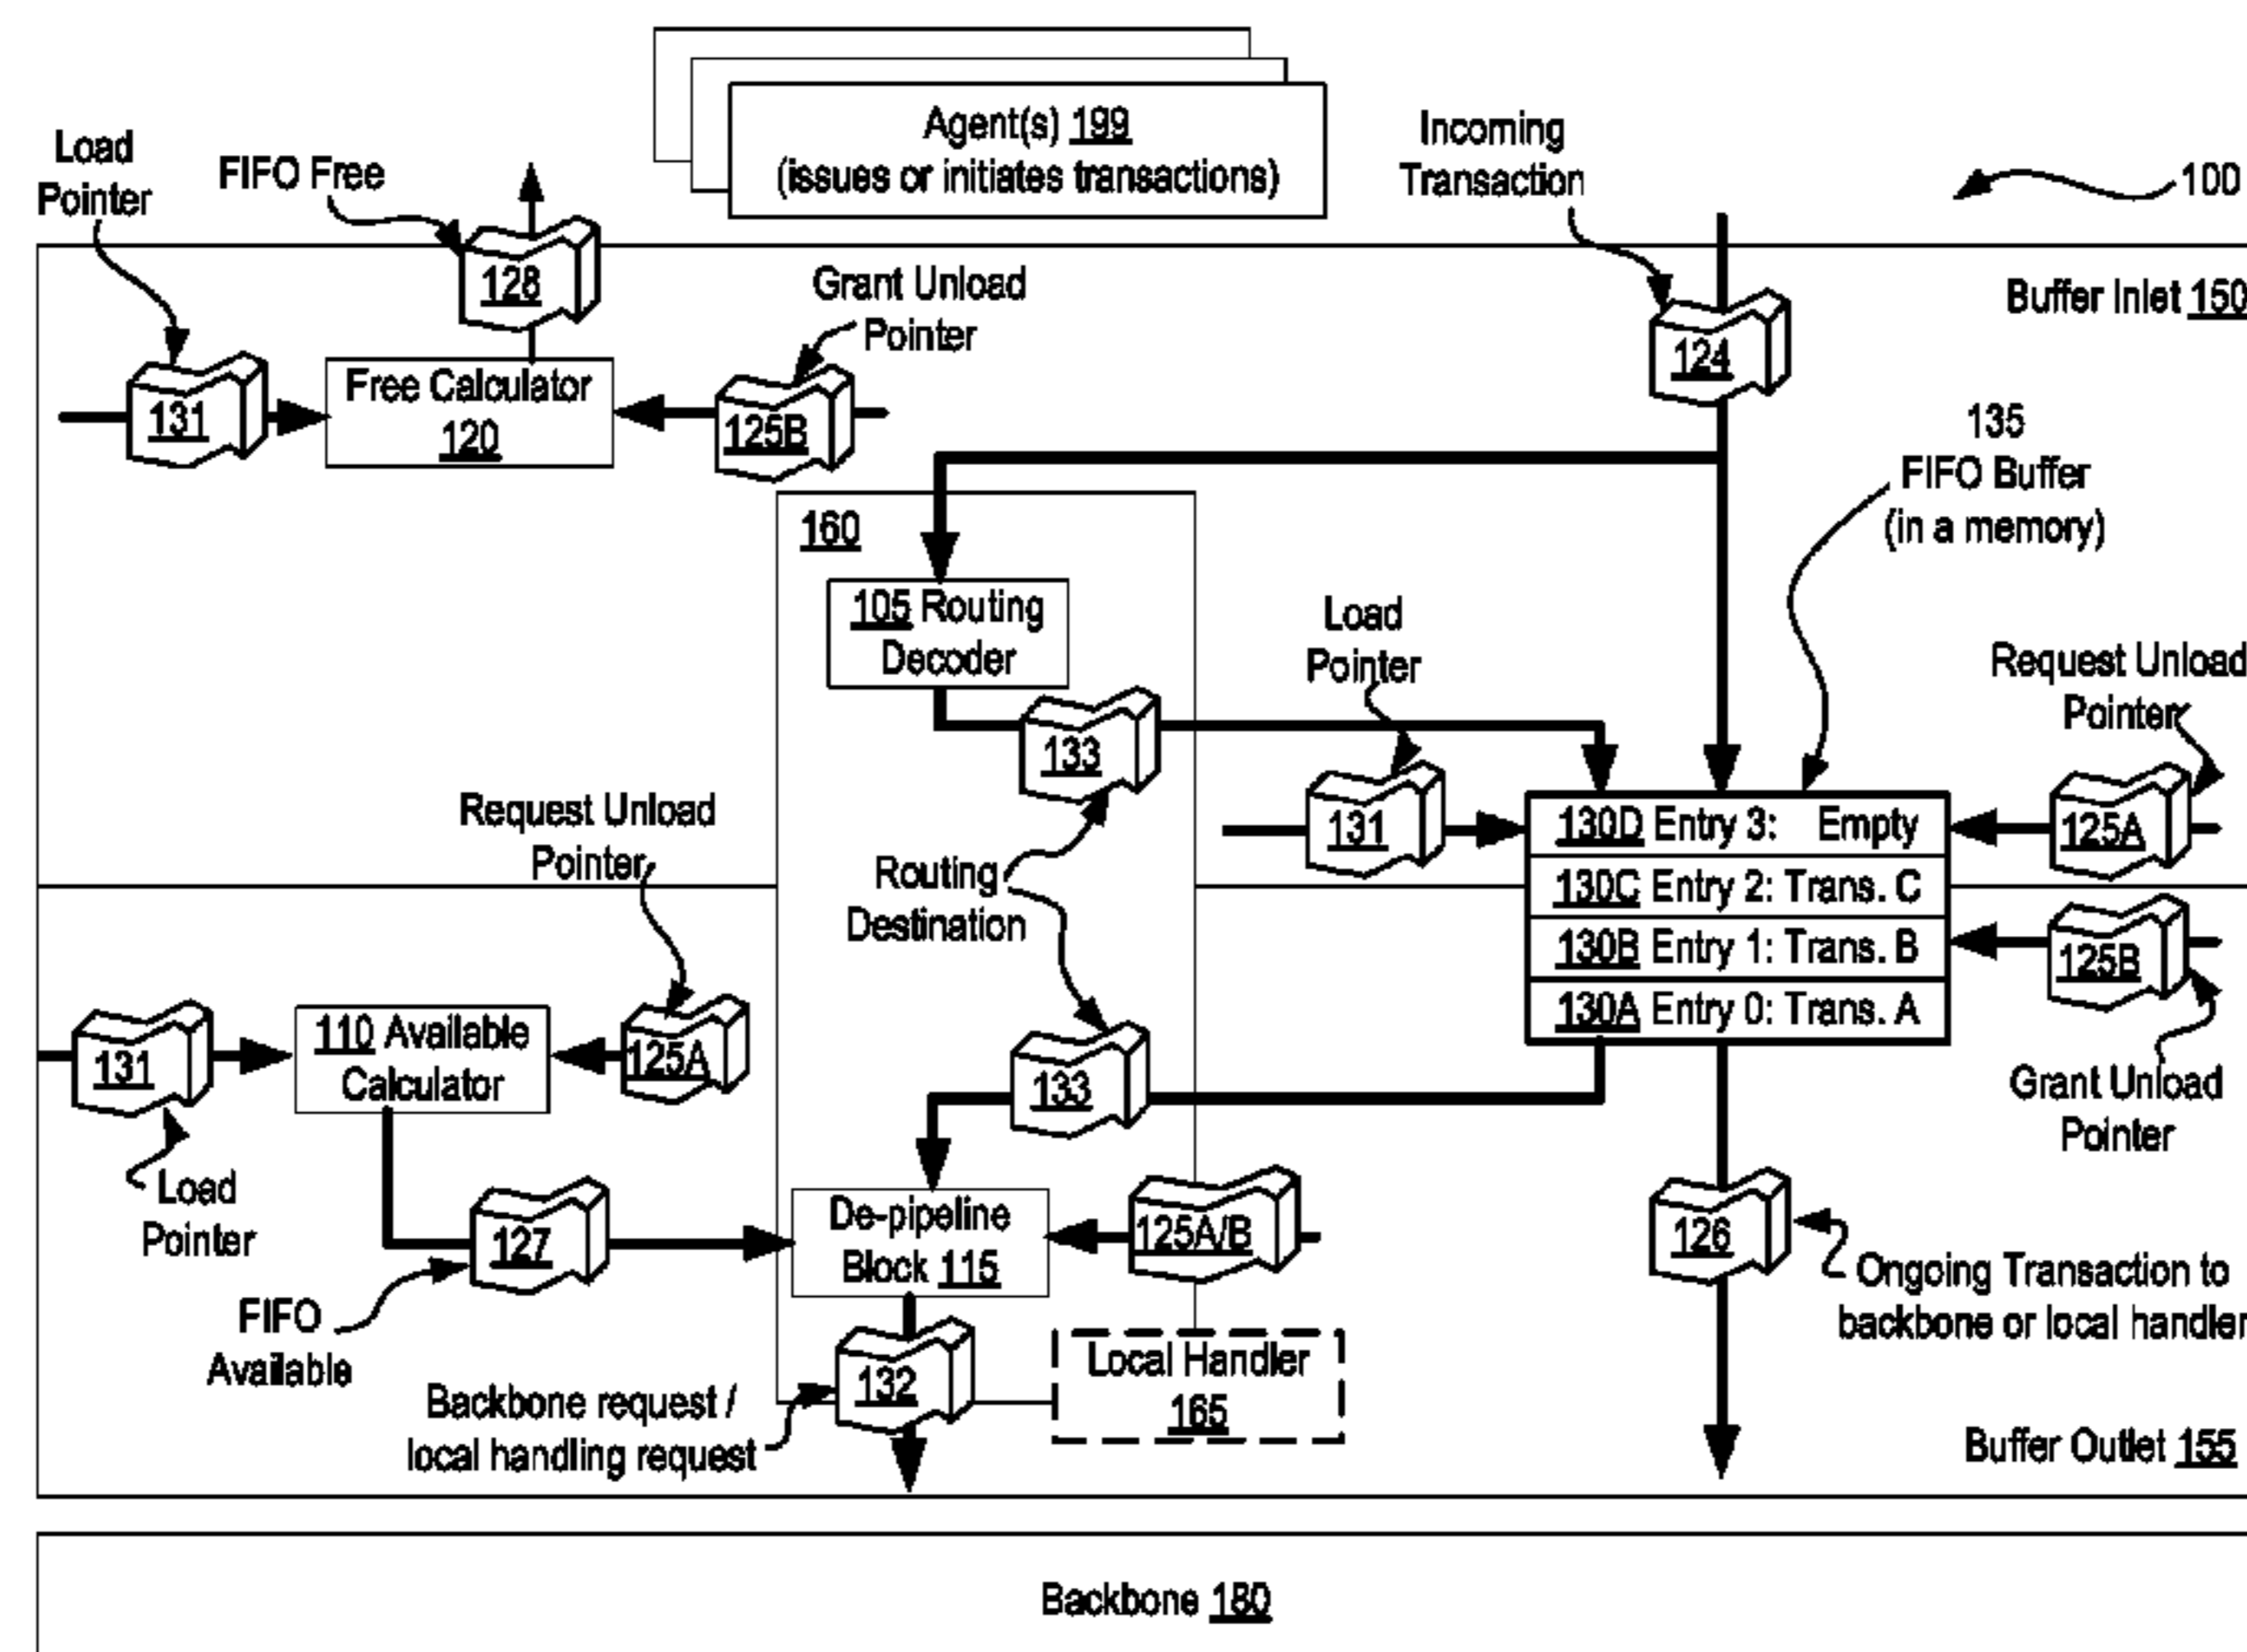 Agent(s) 199
(issues or initiates transactions)
Load
Pointer
FIFO Free
Incoming
Transaction
100
128
Grant Unload
Pointer
Buffer Inlet 150
131
Free Calculator
120
125B
124
135
FIFO Buffer
(in a memory)
160
105 Routing
Decoder
Load
Pointer
Request Unload
Pointer
133
131
125A
130D Entry 3: Empty
130C Entry 2: Trans. C
130B Entry 1: Trans. B
130A Entry 0: Trans. A
Request Unload
Pointer
Routing
Destination
125B
131
110 Available
Calculator
125A
133
Grant Unload
Pointer
Load
Pointer
127
De-pipeline
Block 115
125A/B
126
FIFO
Available
Ongoing Transaction to
backbone or local handler
132
Local Handler
165
Backbone request /
local handling request
Buffer Outlet 155
Backbone 180